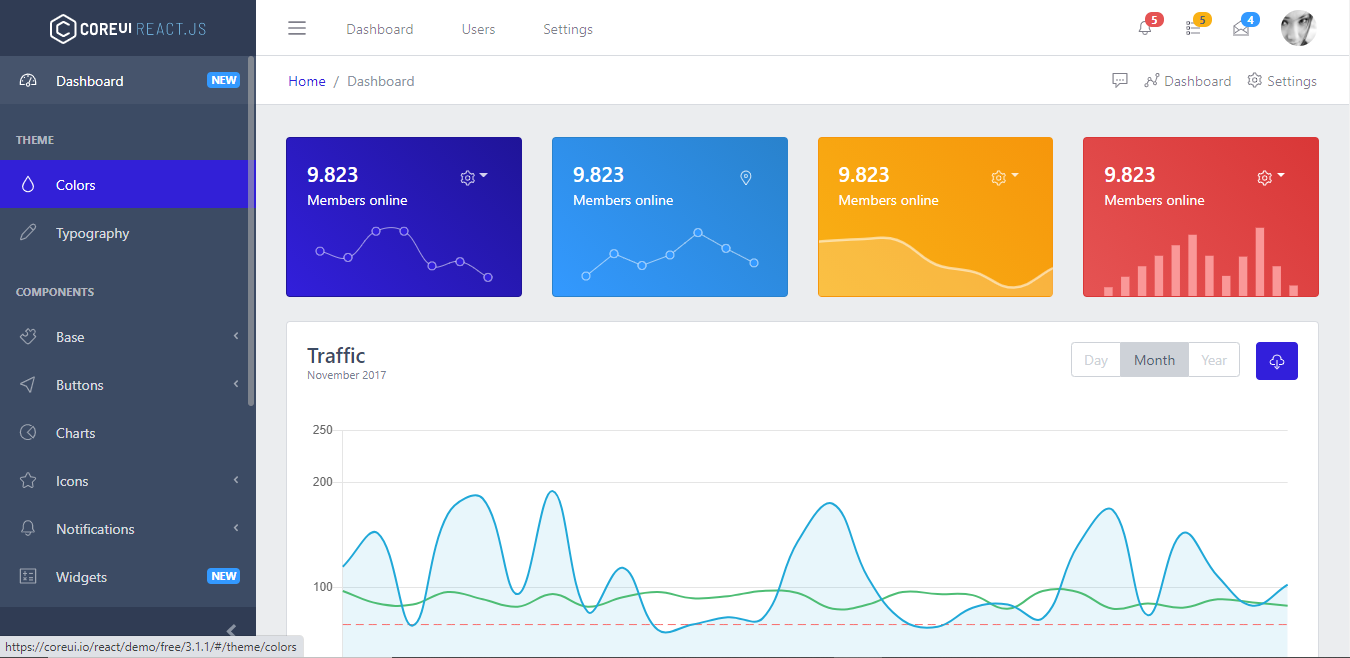 COREUI REACT.JS
Dashboard NEW
THEME
Colors
Typography
COMPONENTS
Base
Buttons
Charts
Icons
Notifications
Widgets NEW
https://coreui.io/react/demo/free/3.1.1/#/theme/colors
Dashboard Users Settings 5 5 4
Home / Dashboard Dashboard Settings
9.823
Members online
9.823
Members online
9.823
Members online
9.823
Members online
Traffic
November 2017
Day Month Year
250
200
100